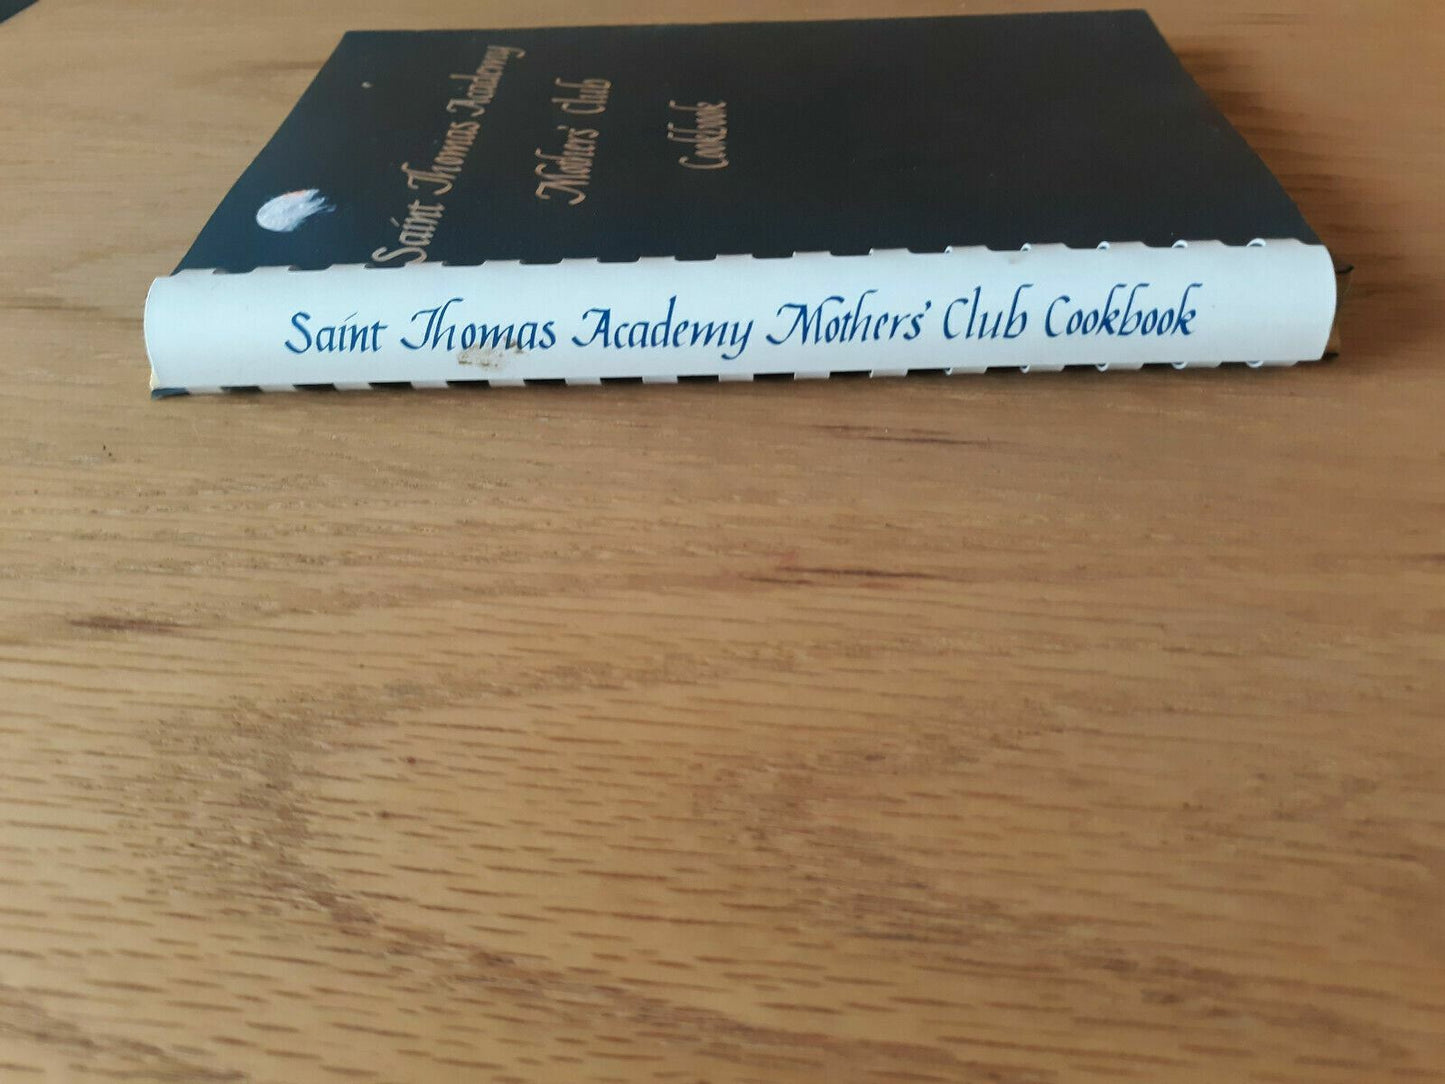 Saint Thomas Academy
Mothers' Club
Cookbook
Saint Thomas Academy Mothers' Club Cookbook